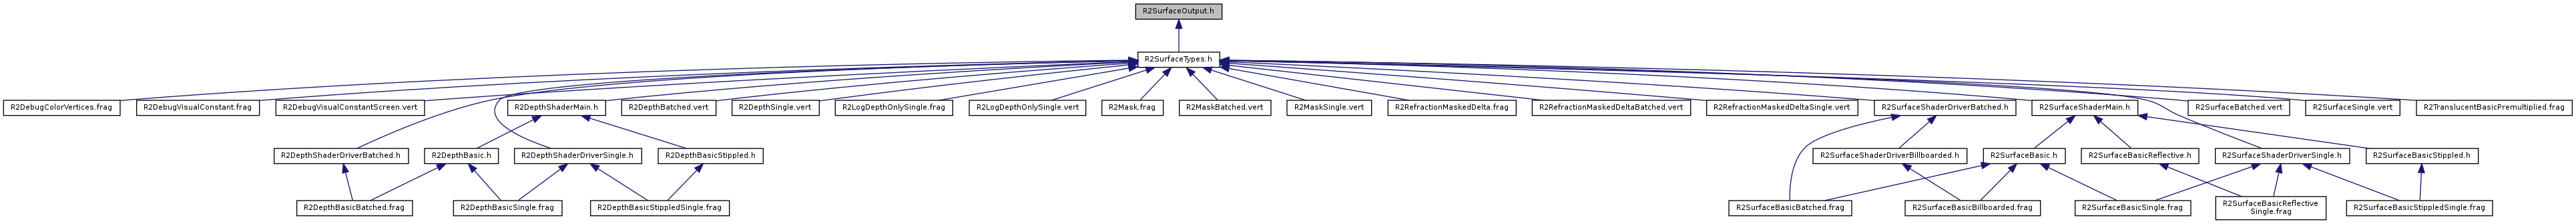 R2SurfaceOutput.h
R2SurfaceTypes.h
R2DebugColorVertices.frag
R2DebugVisualConstant.frag
R2DebugVisualConstantScreen.vert
R2DepthShaderMain.h
R2DepthBatched.vert
R2DepthSingle.vert
R2LogDepthOnlySingle.frag
R2LogDepthOnlySingle.vert
R2Mask.frag
R2MaskBatched.vert
R2MaskSingle.vert
R2RefractionMaskedDelta.frag
R2RefractionMaskedDeltaBatched.vert
R2RefractionMaskedDeltaSingle.vert
R2SurfaceShaderDriverBatched.h
R2SurfaceShaderMain.h
R2SurfaceBatched.vert
R2SurfaceSingle.vert
R2TranslucentBasicPremultiplied.frag
R2DepthShaderDriverBatched.h
R2DepthBasic.h
R2DepthShaderDriverSingle.h
R2DepthBasicStippled.h
R2SurfaceShaderDriverBillboarded.h
R2SurfaceBasic.h
R2SurfaceBasicReflective.h
R2SurfaceShaderDriverSingle.h
R2SurfaceBasicStippled.h
R2DepthBasicBatched.frag
R2DepthBasicSingle.frag
R2DepthBasicStippledSingle.frag
R2SurfaceBasicBatched.frag
R2SurfaceBasicBillboarded.frag
R2SurfaceBasicSingle.frag
R2SurfaceBasicReflective
Single.frag
R2SurfaceBasicStippledSingle.frag